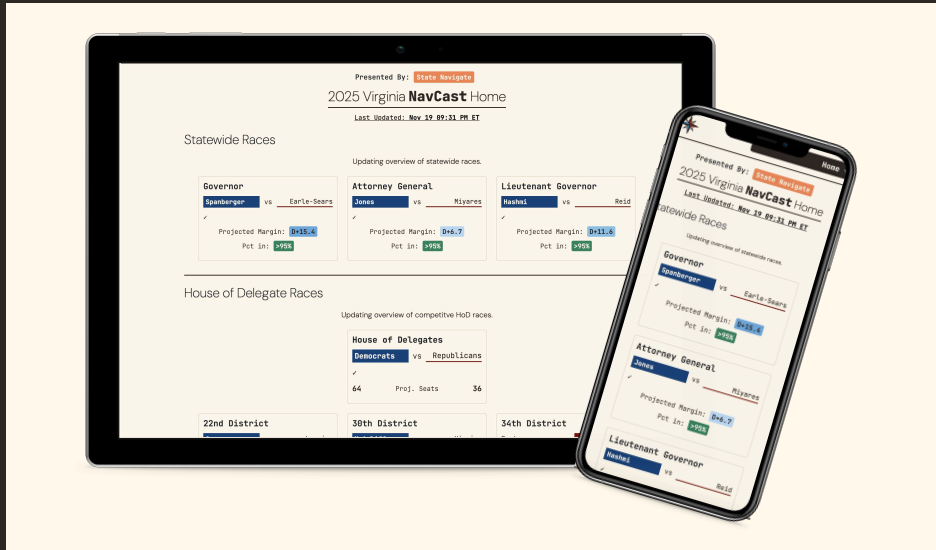 Presented By: State Navigate
2025 Virginia NavCast Home
Last Updated: Nov 19 09:31 PM ET
Statewide Races
Updating overview of statewide races.
Governor
Spanberger vs Earle-Sears
✓
Projected Margin: D+15.4
Pct in: >95%
Attorney General
Jones vs Miyares
✓
Projected Margin: D+6.7
Pct in: >95%
Lieutenant Governor
Hashmi vs Reid
✓
Projected Margin: D+11.6
Pct in: >95%
House of Delegate Races
Updating overview of competitve HoD races.
House of Delegates
Democrats vs Republicans
✓
64 Proj. Seats 36
22nd District
30th District
34th District
Home
Presented By: State Navigate
2025 Virginia NavCast Home
Last Updated: Nov 19 09:31 PM ET
tatewide Races
Updating overview of statewide races.
Governor
Spanberger vs Earle-Sears
✓
Projected Margin: D+15.4
Pct in: >95%
Attorney General
Jones vs Miyares
✓
Projected Margin: D+6.7
Pct in: >95%
Lieutenant Governor
Hashmi vs Reid